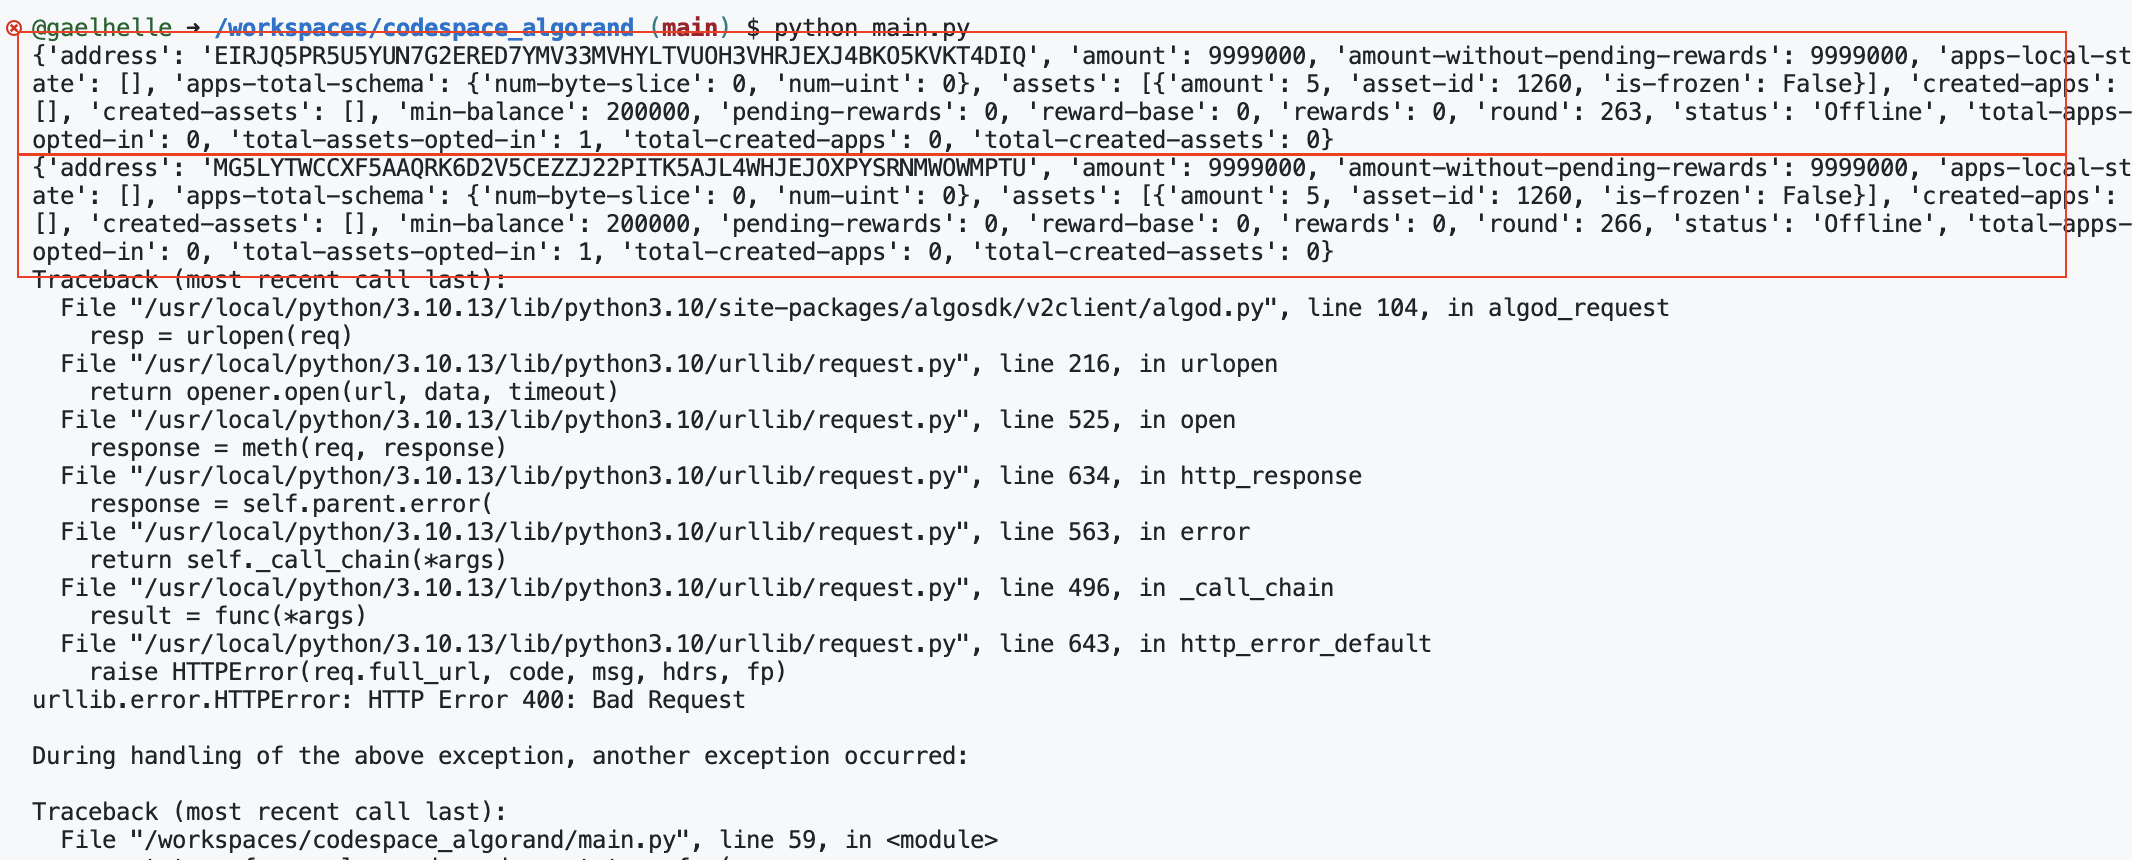 @gaelhelle → /workspaces/codespace_algorand (main) $ python main.py
{'address': 'EIRJQ5PR5U5YUN7G2ERED7YMV33MVHYLTVUOH3VHRJEXJ4BKO5KVKT4DIQ', 'amount': 9999000, 'amount-without-pending-rewards': 9999000, 'apps-local-st
ate': [], 'apps-total-schema': {'num-byte-slice': 0, 'num-uint': 0}, 'assets': [{'amount': 5, 'asset-id': 1260, 'is-frozen': False}], 'created-apps':
[], 'created-assets': [], 'min-balance': 200000, 'pending-rewards': 0, 'reward-base': 0, 'rewards': 0, 'round': 263, 'status': 'Offline', 'total-apps-
opted-in': 0, 'total-assets-opted-in': 1, 'total-created-apps': 0, 'total-created-assets': 0}
{'address': 'MG5LYTWCCXF5AAQRK6D2V5CEZZJ22PITK5AJL4WHJEJOXPYSRNMWOWMPTU', 'amount': 9999000, 'amount-without-pending-rewards': 9999000, 'apps-local-st
ate': [], 'apps-total-schema': {'num-byte-slice': 0, 'num-uint': 0}, 'assets': [{'amount': 5, 'asset-id': 1260, 'is-frozen': False}], 'created-apps':
[], 'created-assets': [], 'min-balance': 200000, 'pending-rewards': 0, 'reward-base': 0, 'rewards': 0, 'round': 266, 'status': 'Offline', 'total-apps-
opted-in': 0, 'total-assets-opted-in': 1, 'total-created-apps': 0, 'total-created-assets': 0}
Traceback (most recent call last):
  File "/usr/local/python/3.10.13/lib/python3.10/site-packages/algosdk/v2client/algod.py", line 104, in algod_request
    resp = urlopen(req)
  File "/usr/local/python/3.10.13/lib/python3.10/urllib/request.py", line 216, in urlopen
    return opener.open(url, data, timeout)
  File "/usr/local/python/3.10.13/lib/python3.10/urllib/request.py", line 525, in open
    response = meth(req, response)
  File "/usr/local/python/3.10.13/lib/python3.10/urllib/request.py", line 634, in http_response
    response = self.parent.error(
  File "/usr/local/python/3.10.13/lib/python3.10/urllib/request.py", line 563, in error
    return self._call_chain(*args)
  File "/usr/local/python/3.10.13/lib/python3.10/urllib/request.py", line 496, in _call_chain
    result = func(*args)
  File "/usr/local/python/3.10.13/lib/python3.10/urllib/request.py", line 643, in http_error_default
    raise HTTPError(req.full_url, code, msg, hdrs, fp)
urllib.error.HTTPError: HTTP Error 400: Bad Request

During handling of the above exception, another exception occurred:

Traceback (most recent call last):
  File "/workspaces/codespace_algorand/main.py", line 59, in <module>